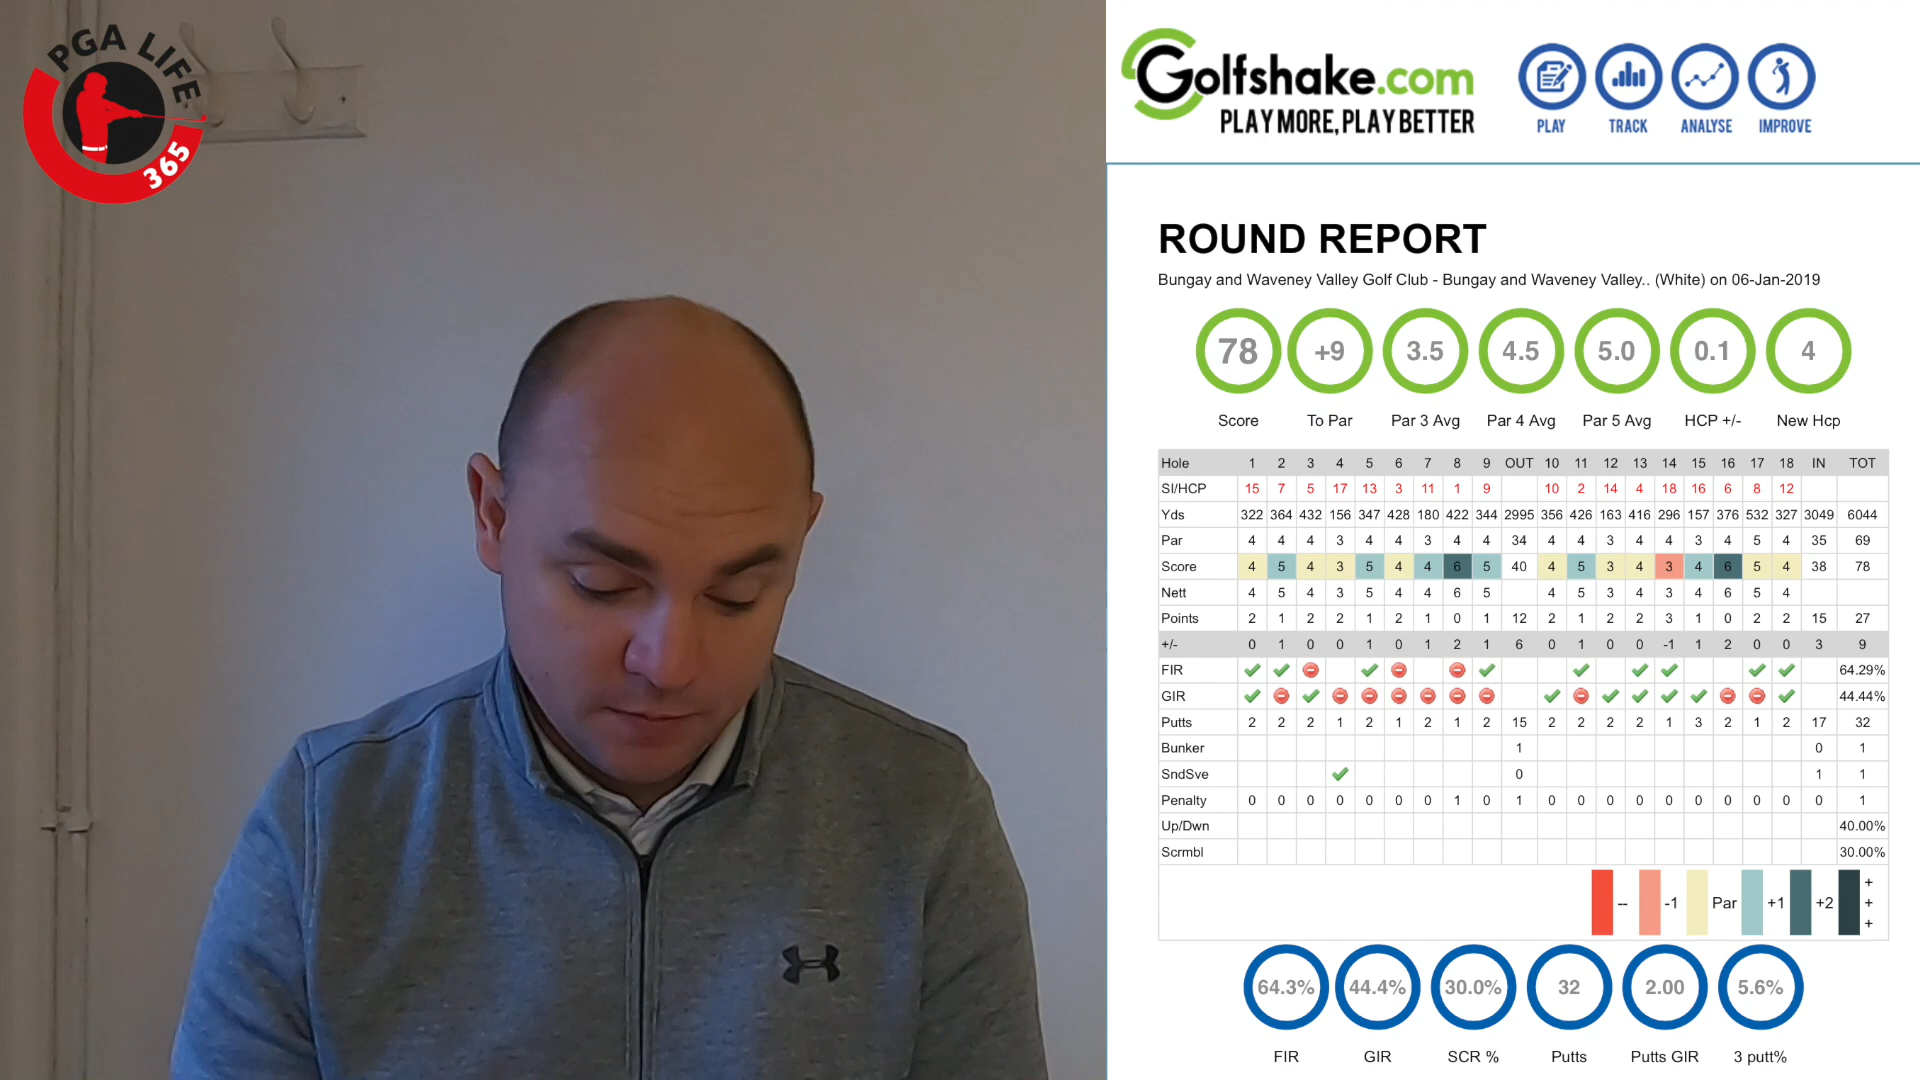 PGA LIFE
365
Golfshake.com
PLAY MORE, PLAY BETTER
PLAY TRACK ANALYSE IMPROVE
ROUND REPORT
Bungay and Waveney Valley Golf Club - Bungay and Waveney Valley.. (White) on 06-Jan-2019
78 +9 3.5 4.5 5.0 0.1 4
Score To Par Par 3 Avg Par 4 Avg Par 5 Avg HCP +/- New Hcp
Hole 1 2 3 4 5 6 7 8 9 OUT 10 11 12 13 14 15 16 17 18 IN TOT
SI/HCP 15 7 5 17 13 3 11 1 9 10 2 14 4 18 16 6 8 12
Yds 322 364 432 156 347 428 180 422 344 2995 356 426 163 416 296 157 376 532 327 3049 6044
Par 4 4 4 3 4 4 3 4 4 34 4 4 3 4 4 3 4 5 4 35 69
Score 4 5 4 3 5 4 4 6 5 40 4 5 3 4 3 4 6 5 4 38 78
Nett 4 5 4 3 5 4 4 6 5 4 5 3 4 3 4 6 5 4
Points 2 1 2 2 1 2 1 0 1 12 2 1 2 2 3 1 0 2 2 15 27
+/- 0 1 0 0 1 0 1 2 1 6 0 1 0 0 -1 1 2 0 0 3 9
FIR 64.29%
GIR 44.44%
Putts 2 2 2 1 2 1 2 1 2 15 2 2 2 2 1 3 2 1 2 17 32
Bunker 1 0 1
SndSve 0 1 1
Penalty 0 0 0 0 0 0 0 1 0 1 0 0 0 0 0 0 0 0 0 0 1
Up/Dwn 40.00%
Scrmbl 30.00%
-- -1 Par +1 +2 +++
64.3% 44.4% 30.0% 32 2.00 5.6%
FIR GIR SCR % Putts Putts GIR 3 putt%